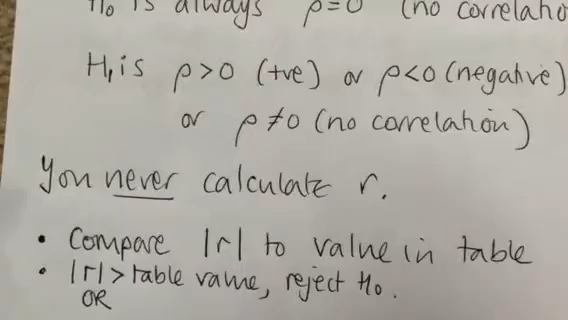 H₀ is always ρ=0 (no correlatio
H₁ is ρ>0 (+ve) or ρ<0 (negative)
or ρ≠0 (no correlation)
You never calculate r.
• Compare |r| to value in table
• |r| > table value, reject H₀.
OR